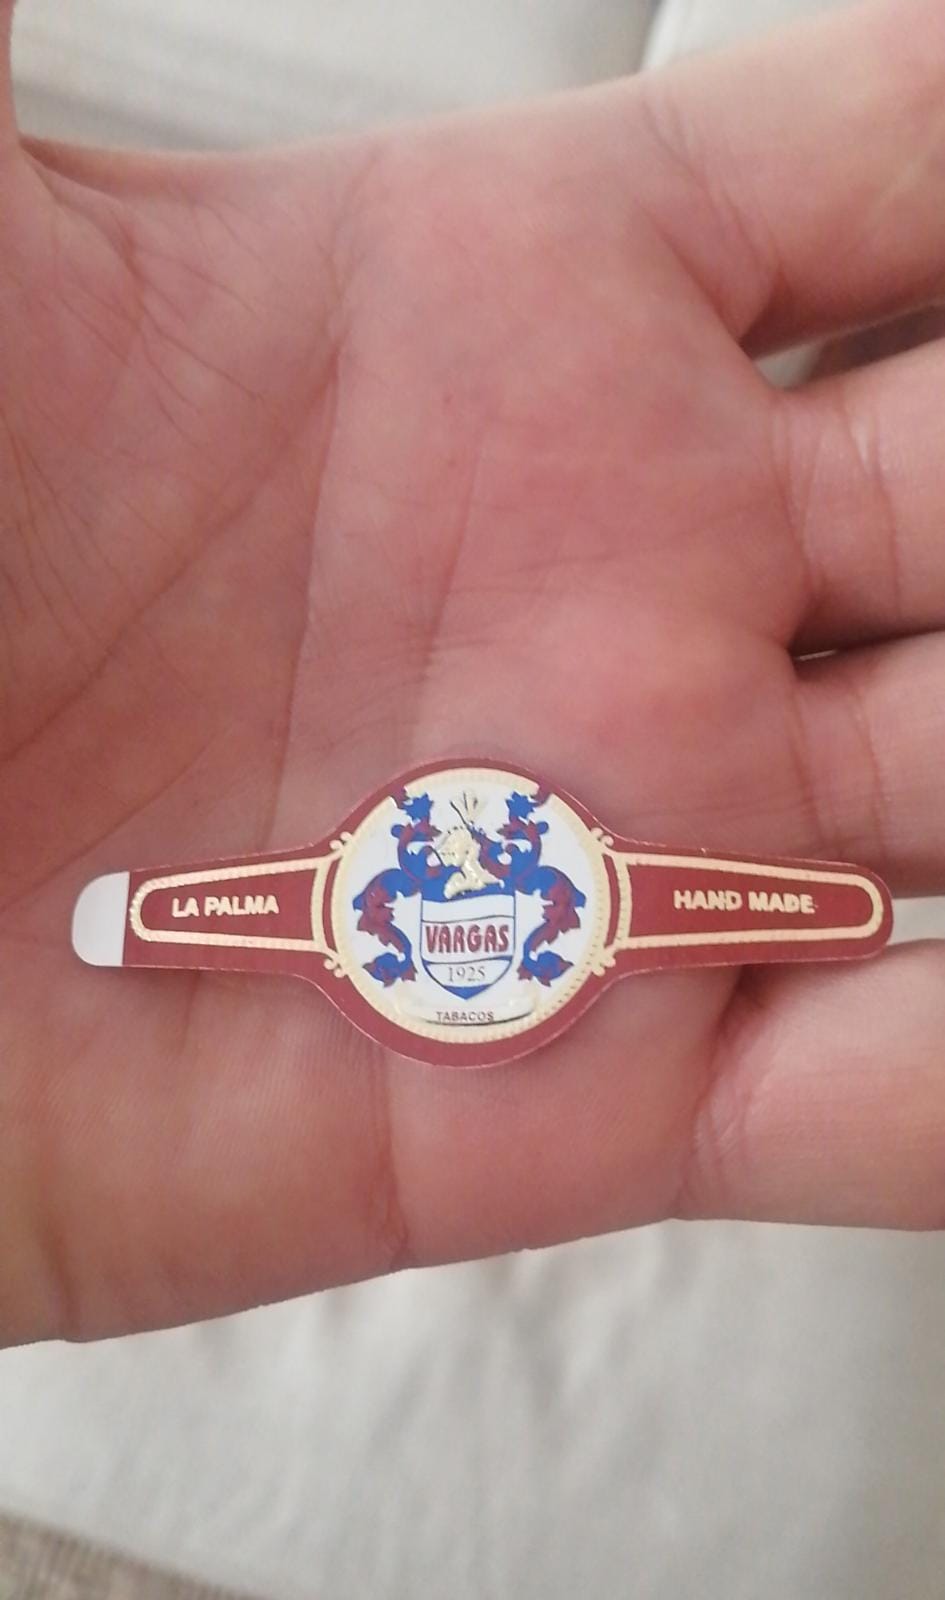 LA PALMA
VARGAS
1925
TABACOS
HAND MADE